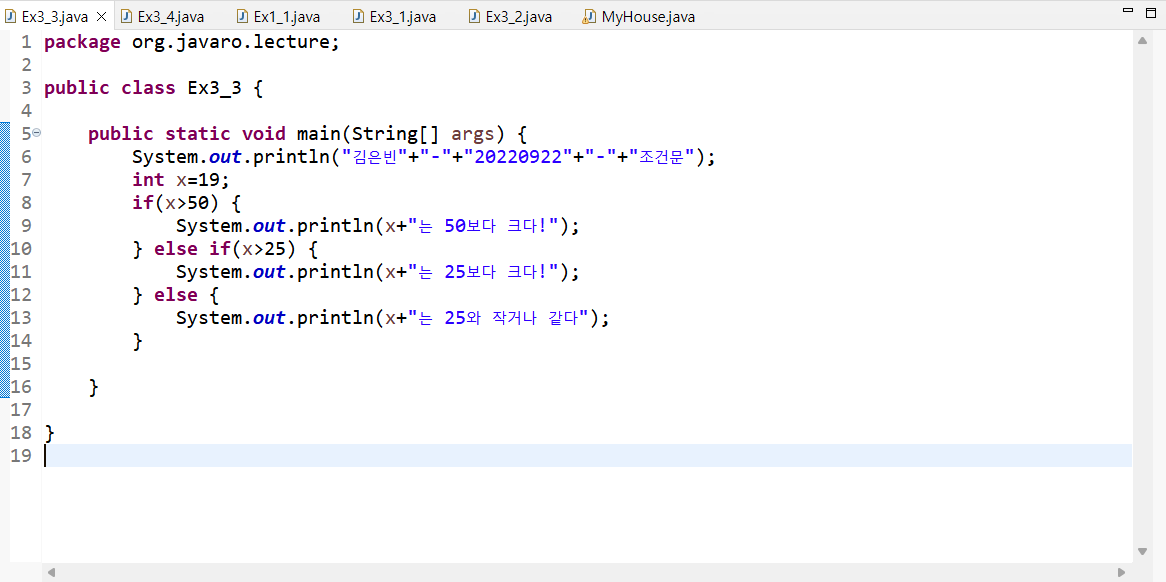 Ex3_3.java Ex3_4.java Ex1_1.java Ex3_1.java Ex3_2.java MyHouse.java
1 package org.javaro.lecture;
2
3 public class Ex3_3 {
4
5 public static void main(String[] args) {
6 System.out.println("김은빈"+"-"+"20220922"+"-"+"조건문");
7 int x=19;
8 if(x>50) {
9 System.out.println(x+"는 50보다 크다!");
10 } else if(x>25) {
11 System.out.println(x+"는 25보다 크다!");
12 } else {
13 System.out.println(x+"는 25와 작거나 같다");
14 }
15
16 }
17
18 }
19